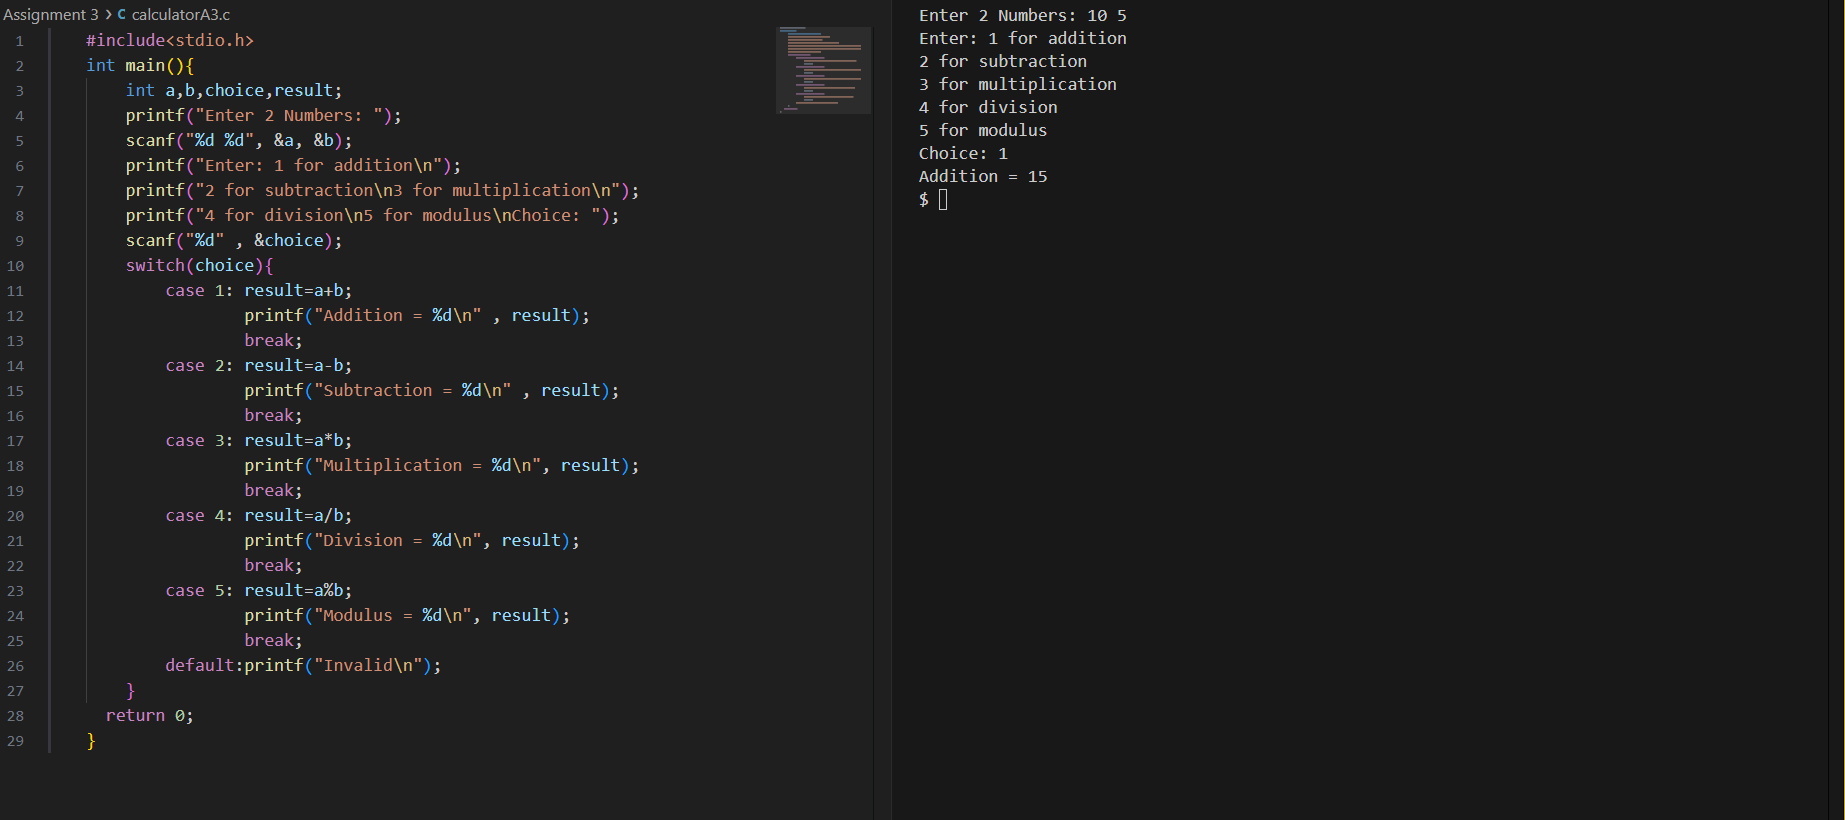 Assignment 3 > C calculatorA3.c
1 #include<stdio.h>
2 int main(){
3 int a,b,choice,result;
4 printf("Enter 2 Numbers: ");
5 scanf("%d %d", &a, &b);
6 printf("Enter: 1 for addition\n");
7 printf("2 for subtraction\n3 for multiplication\n");
8 printf("4 for division\n5 for modulus\nChoice: ");
9 scanf("%d" , &choice);
10 switch(choice){
11 case 1: result=a+b;
12 printf("Addition = %d\n" , result);
13 break;
14 case 2: result=a-b;
15 printf("Subtraction = %d\n" , result);
16 break;
17 case 3: result=a*b;
18 printf("Multiplication = %d\n", result);
19 break;
20 case 4: result=a/b;
21 printf("Division = %d\n", result);
22 break;
23 case 5: result=a%b;
24 printf("Modulus = %d\n", result);
25 break;
26 default:printf("Invalid\n");
27 }
28 return 0;
29 }
Enter 2 Numbers: 10 5
Enter: 1 for addition
2 for subtraction
3 for multiplication
4 for division
5 for modulus
Choice: 1
Addition = 15
$